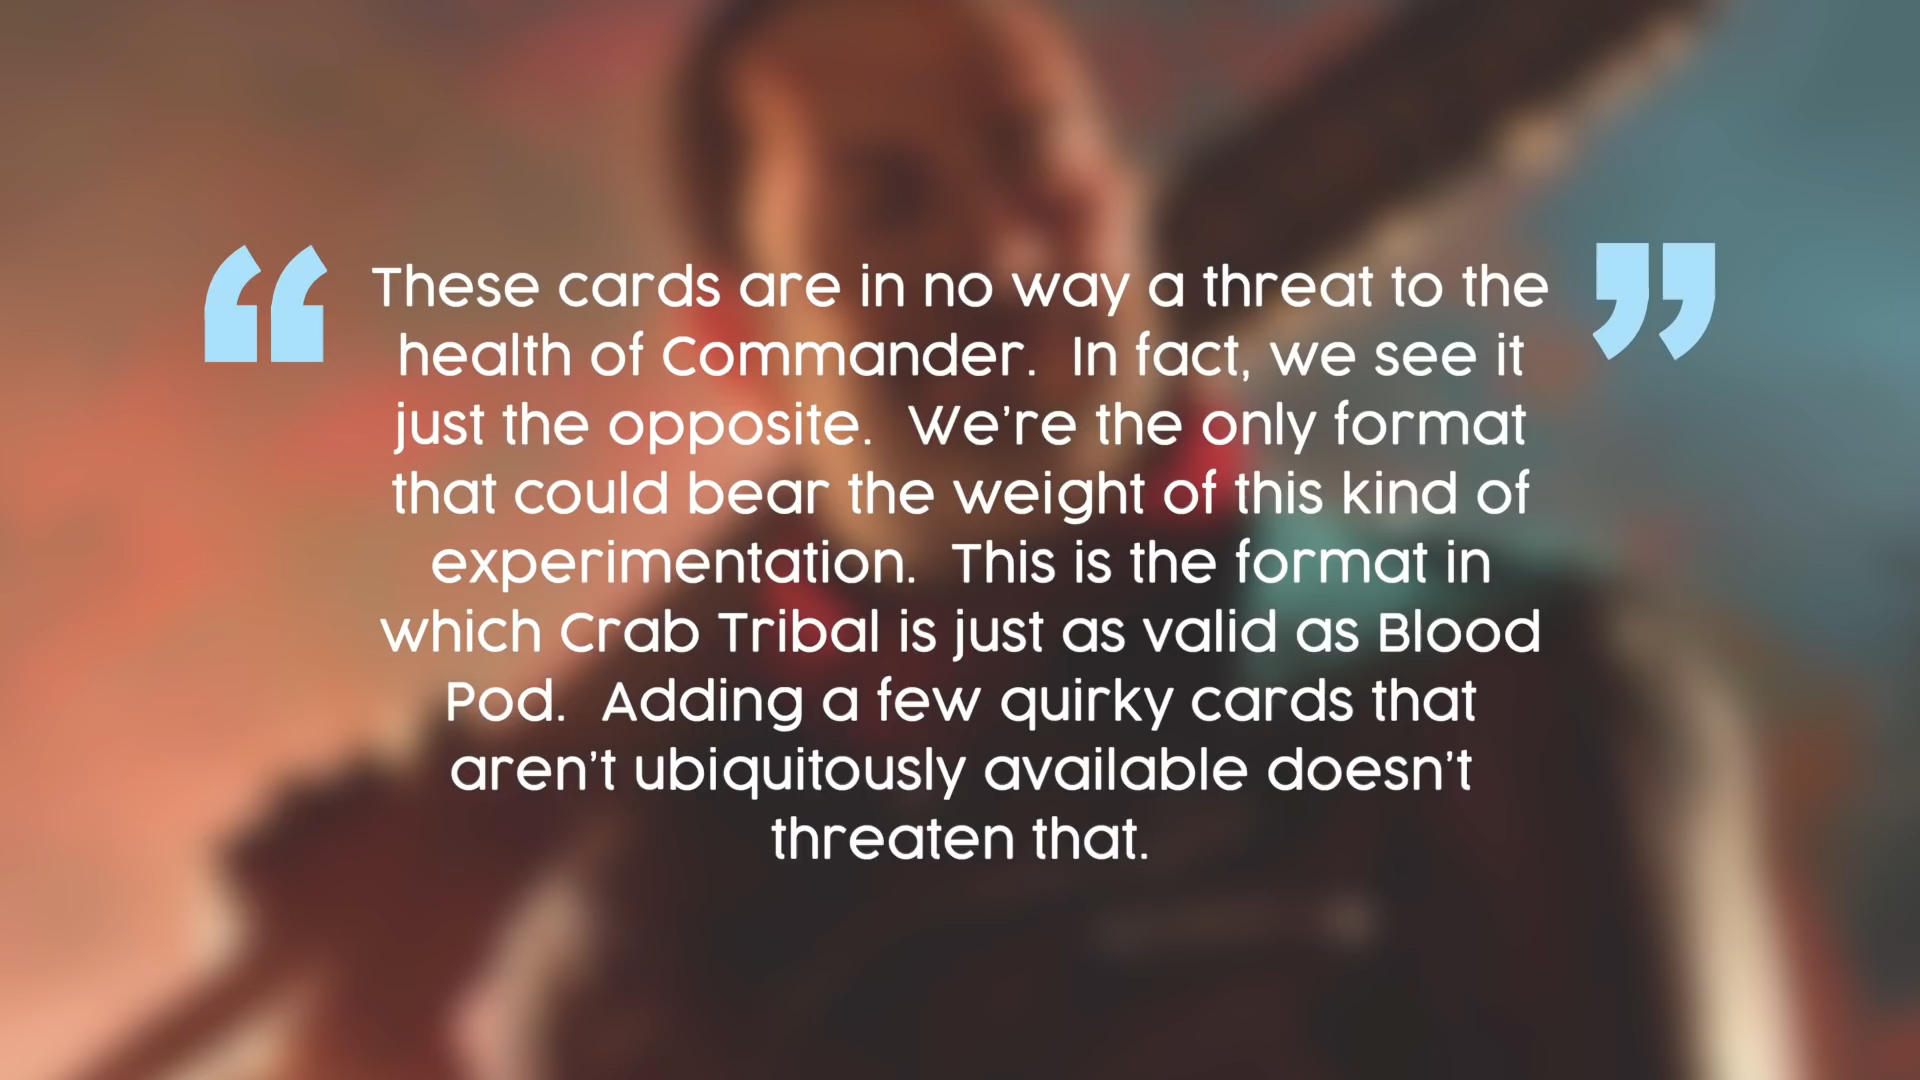 “These cards are in no way a threat to the”
health of Commander.  In fact, we see it
just the opposite.  We're the only format
that could bear the weight of this kind of
experimentation.  This is the format in
which Crab Tribal is just as valid as Blood
Pod.  Adding a few quirky cards that
aren't ubiquitously available doesn't
threaten that.